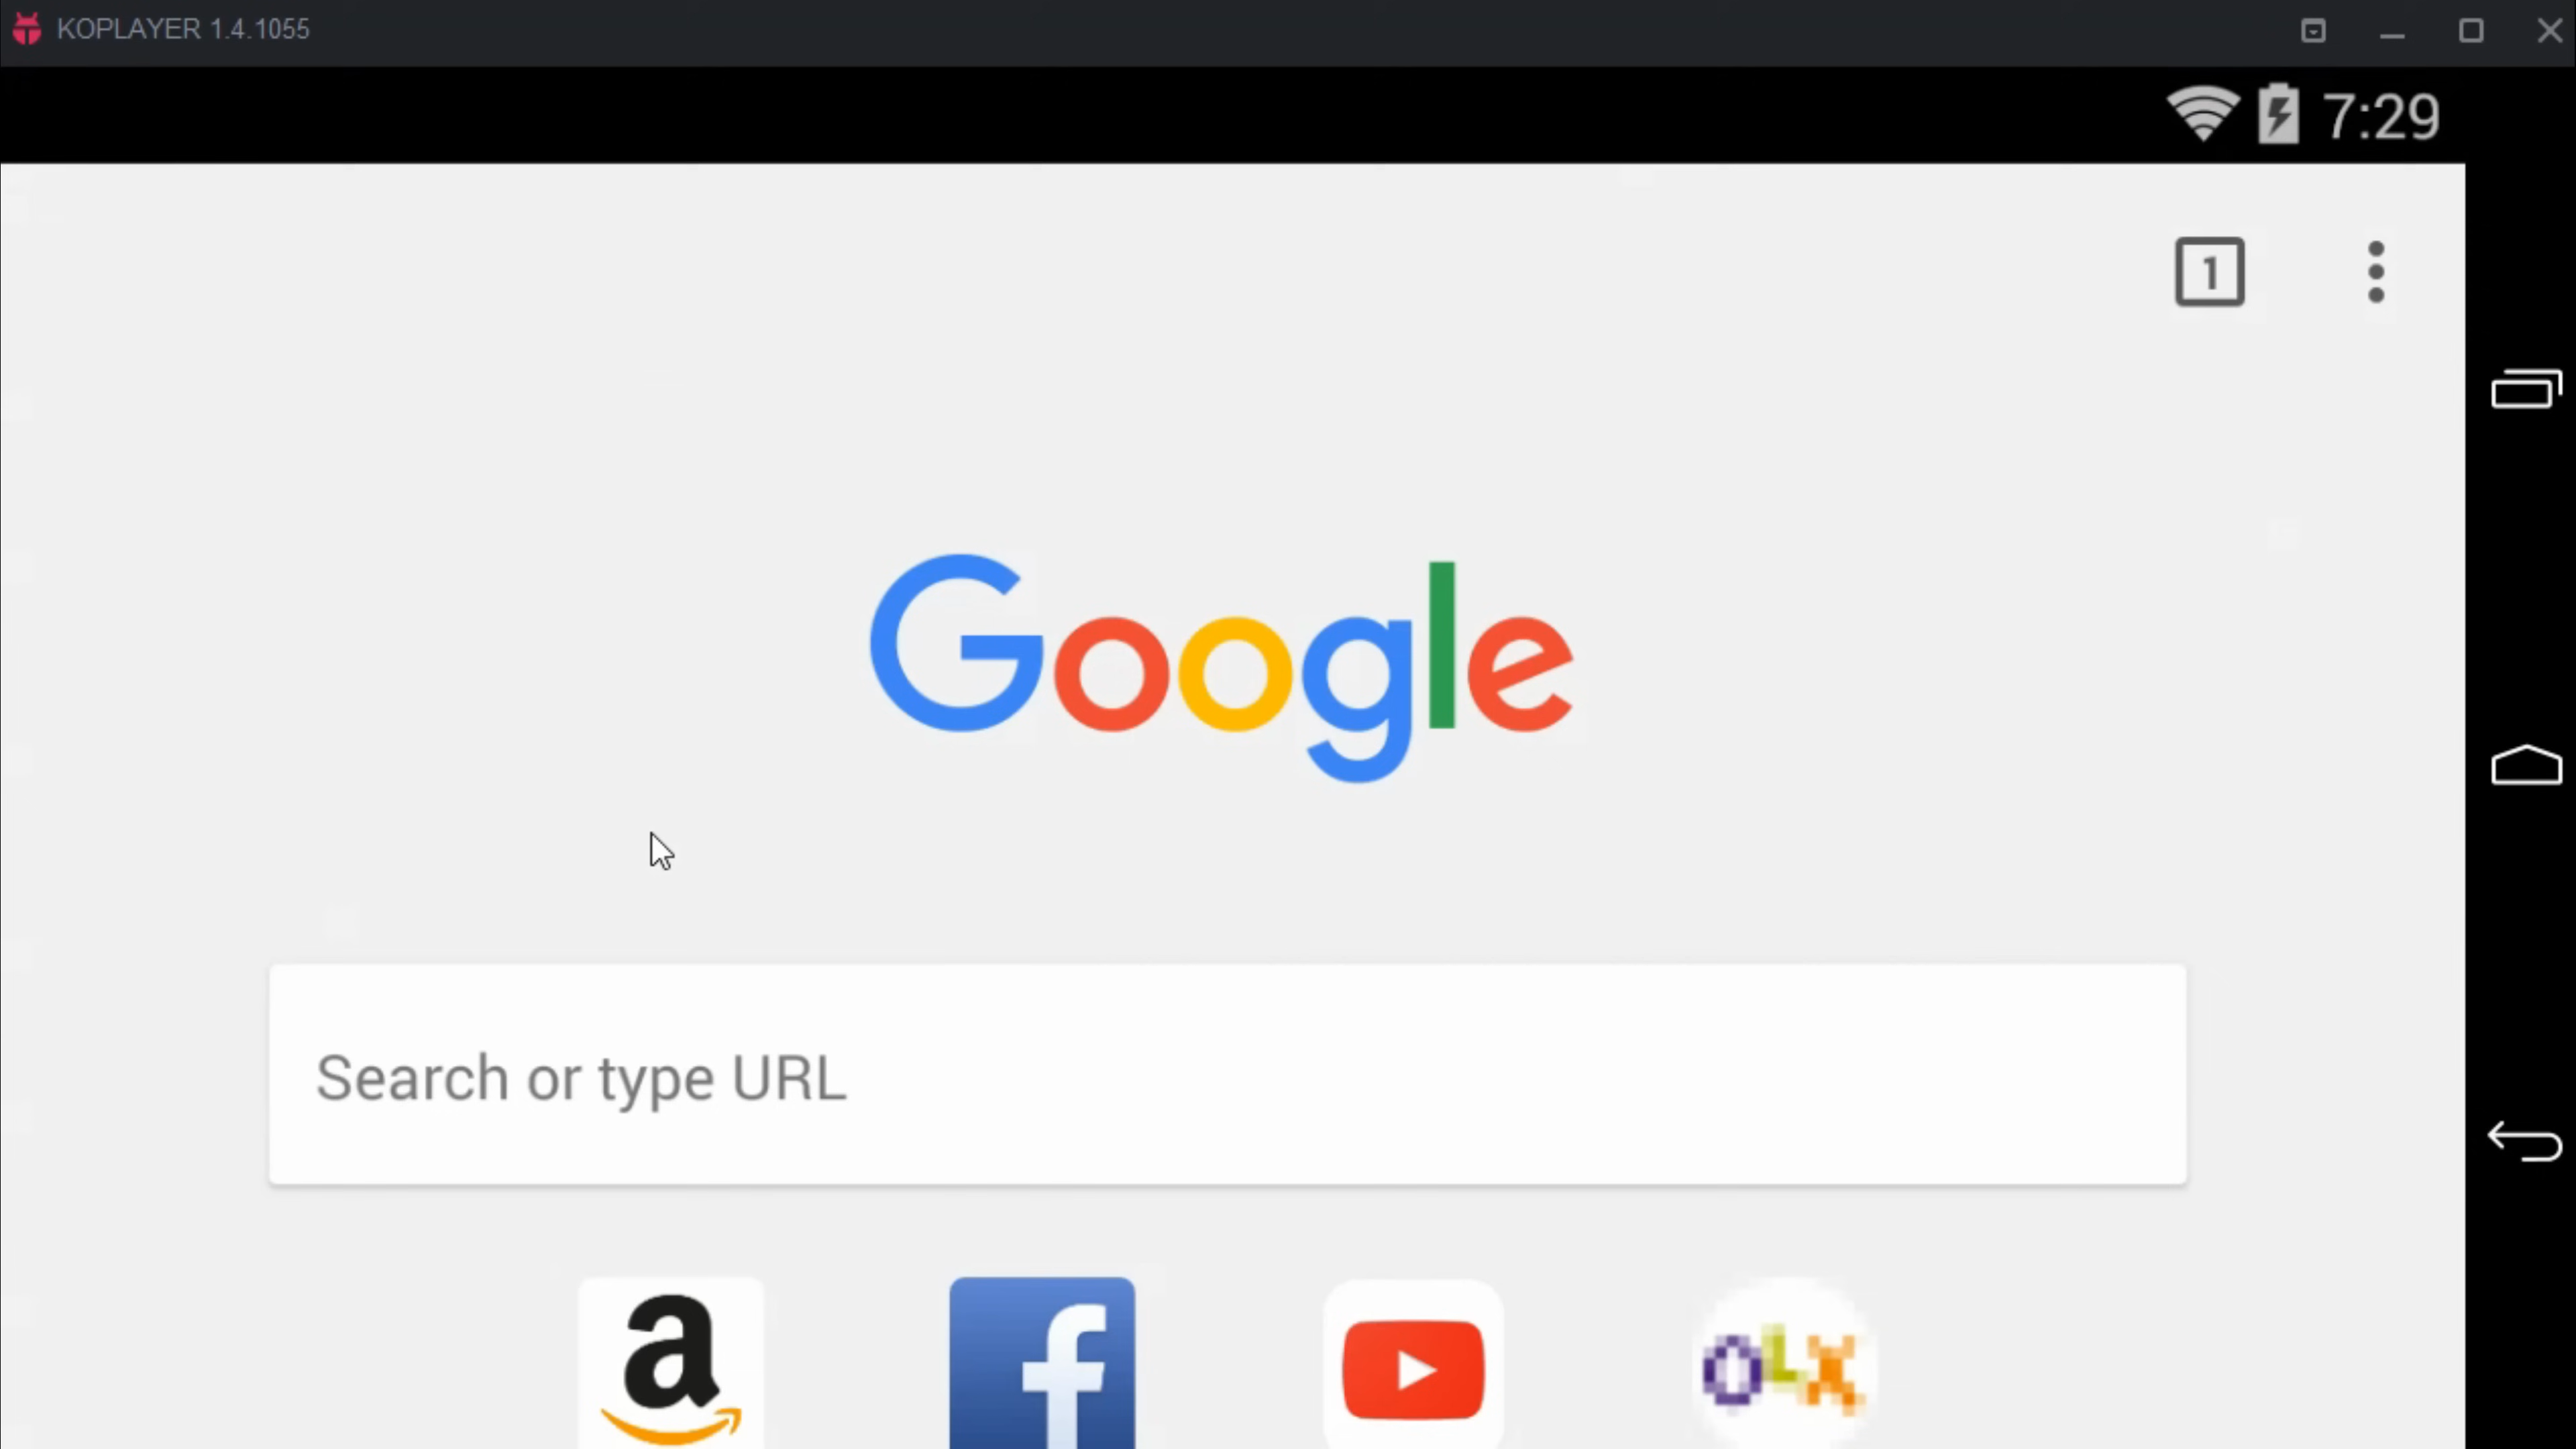 KOPLAYER 1.4.1055
7:29
1
Google
Search or type URL
a
f
OLX